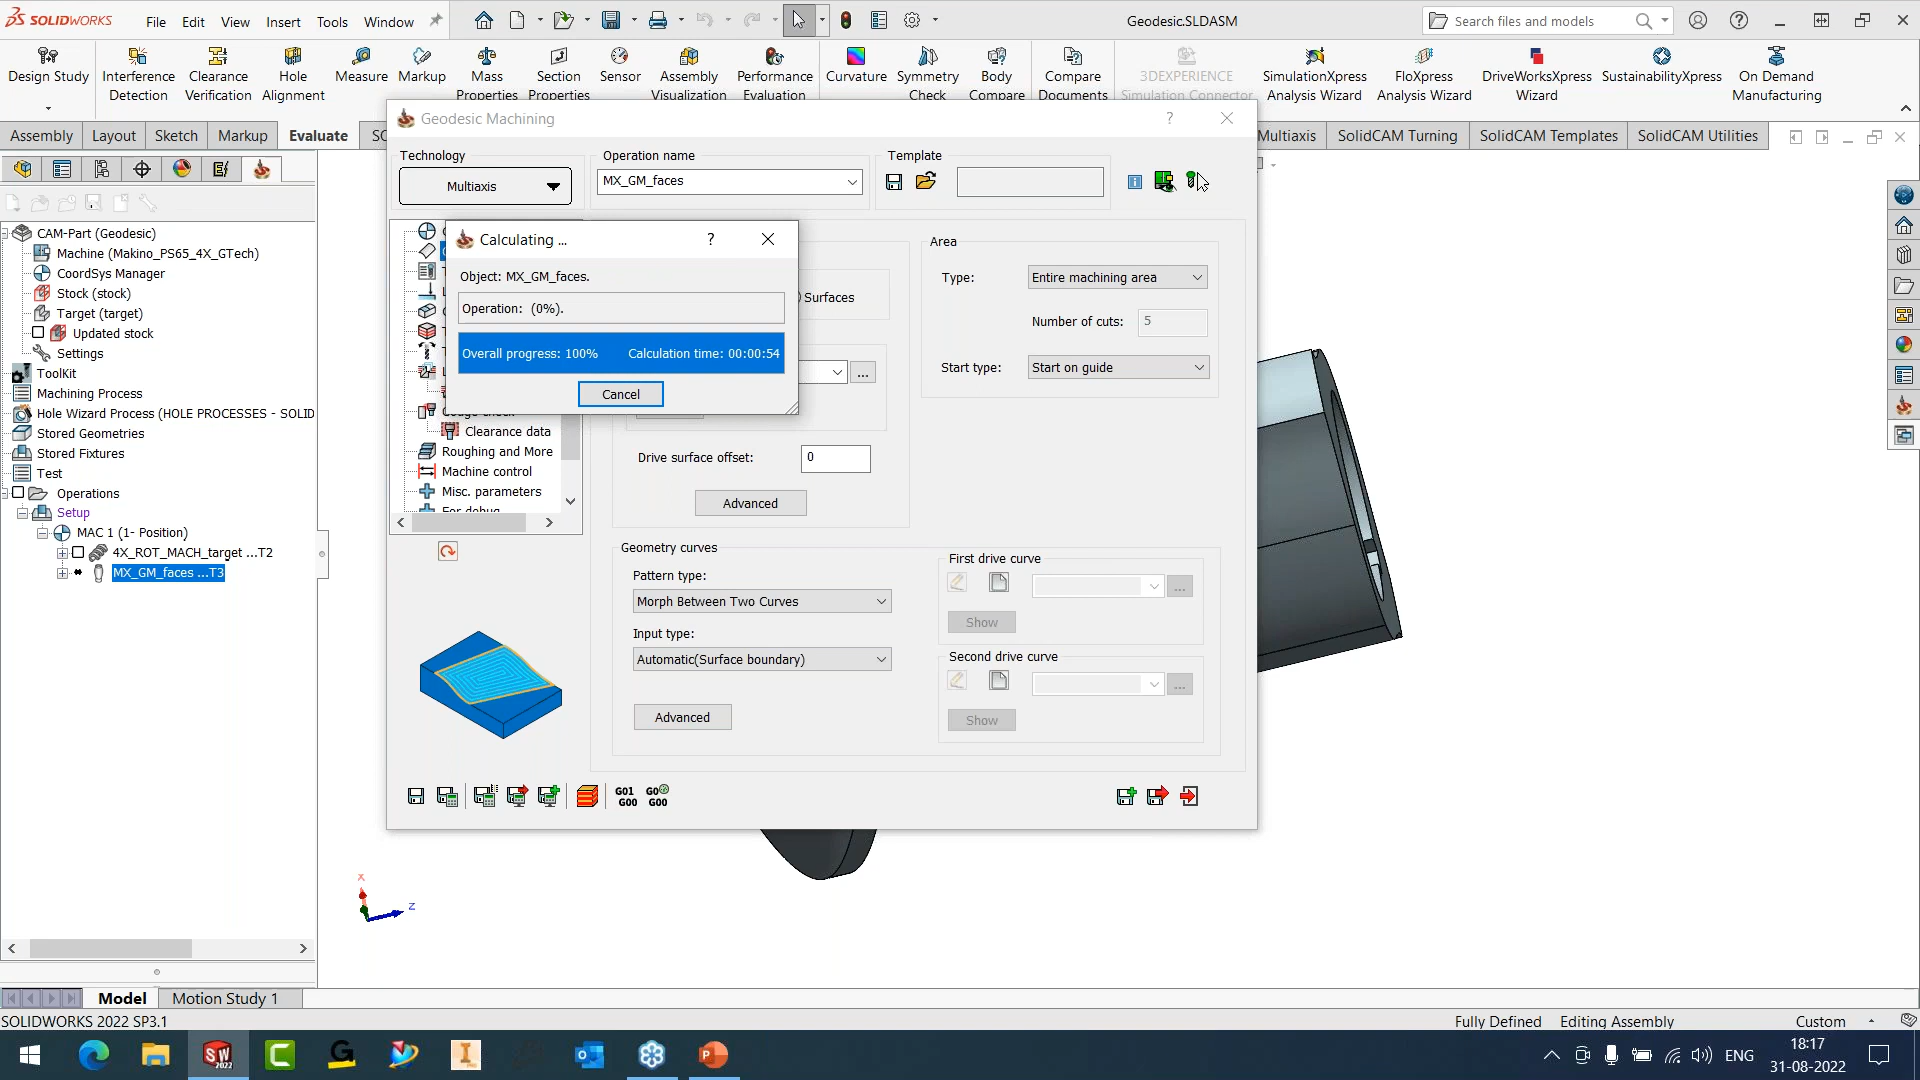 SOLIDWORKS File Edit View Insert Tools Window Geodesic.SLDASM Search files and models
Design Study Interference Detection Clearance Verification Hole Alignment Measure Markup Mass Properties Section Properties Sensor Assembly Visualization Performance Evaluation Curvature Symmetry Check Body Compare Compare Documents 3DEXPERIENCE Simulation Connector SimulationXpress Analysis Wizard FloXpress Analysis Wizard DriveWorksXpress Wizard SustainabilityXpress On Demand Manufacturing
Assembly Layout Sketch Markup Evaluate SC Multiaxis SolidCAM Turning SolidCAM Templates SolidCAM Utilities
Geodesic Machining ?
Technology
Multiaxis
Operation name
MX_GM_faces
Template
CAM-Part (Geodesic)
Machine (Makino_PS65_4X_GTech)
CoordSys Manager
Stock (stock)
Target (target)
Updated stock
Settings
ToolKit
Machining Process
Hole Wizard Process (HOLE PROCESSES - SOLID
Stored Geometries
Stored Fixtures
Test
Operations
Setup
MAC 1 (1- Position)
4X_ROT_MACH_target ...T2
MX_GM_faces ...T3
Calculating ... ?
Object: MX_GM_faces.
Operation: (0%).
Overall progress: 100% Calculation time: 00:00:54
Cancel
Clearance data
Roughing and More
Machine control
Misc. parameters
For debug
Surfaces
...
Drive surface offset: 0
Advanced
Area
Type: Entire machining area
Number of cuts: 5
Start type: Start on guide
Geometry curves
Pattern type:
Morph Between Two Curves
Input type:
Automatic(Surface boundary)
Advanced
First drive curve
...
Show
Second drive curve
...
Show
G01 G00 G0 G00
x
z
Model Motion Study 1
SOLIDWORKS 2022 SP3.1 Fully Defined Editing Assembly Custom
ENG 18:17
31-08-2022